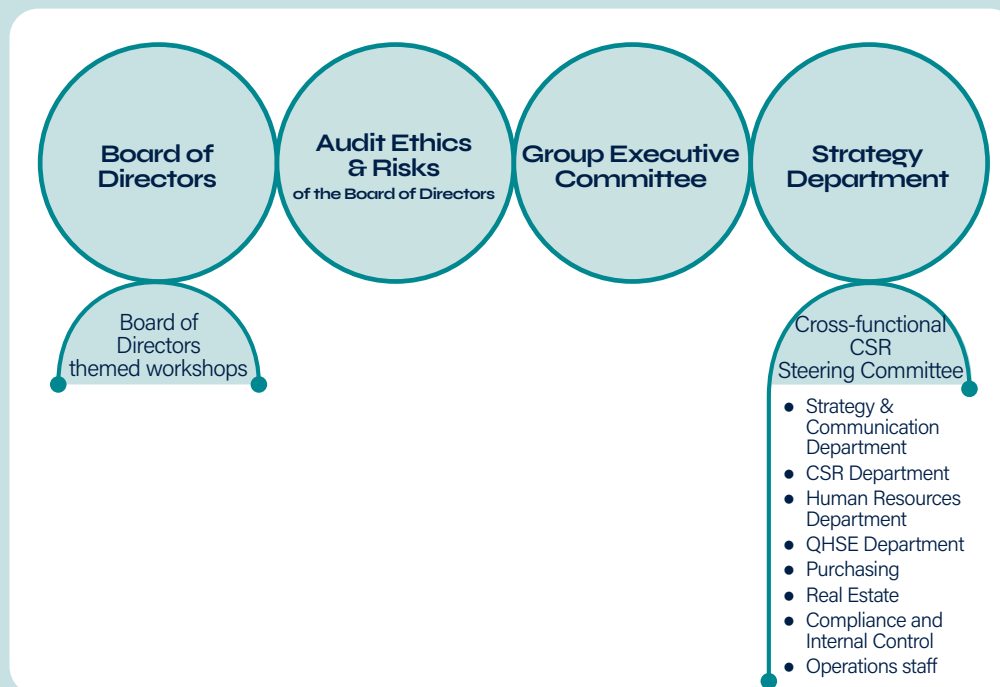 Board of
Directors
Audit Ethics
& Risks
of the Board of Directors
Group Executive
Committee
Strategy
Department
Board of
Directors
themed workshops
Cross-functional
CSR
Steering Committee
● Strategy &
Communication
Department
● CSR Department
● Human Resources
Department
● QHSE Department
● Purchasing
● Real Estate
● Compliance and
Internal Control
● Operations staff